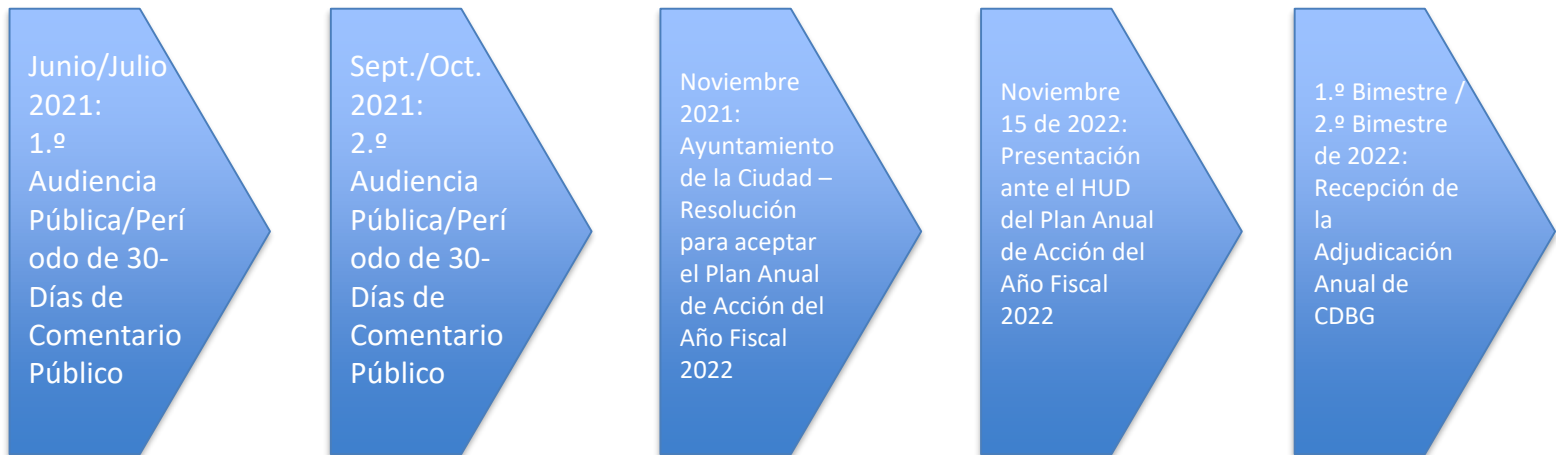 Junio/Julio
2021:
1.º
Audiencia
Pública/Perí
odo de 30-
Días de
Comentario
Público
Sept./Oct.
2021:
2.º
Audiencia
Pública/Perí
odo de 30-
Días de
Comentario
Público
Noviembre
2021:
Ayuntamiento
de la Ciudad –
Resolución
para aceptar
el Plan Anual
de Acción del
Año Fiscal
2022
Noviembre
15 de 2022:
Presentación
ante el HUD
del Plan Anual
de Acción del
Año Fiscal
2022
1.º Bimestre /
2.º Bimestre
de 2022:
Recepción de
la
Adjudicación
Anual de
CDBG